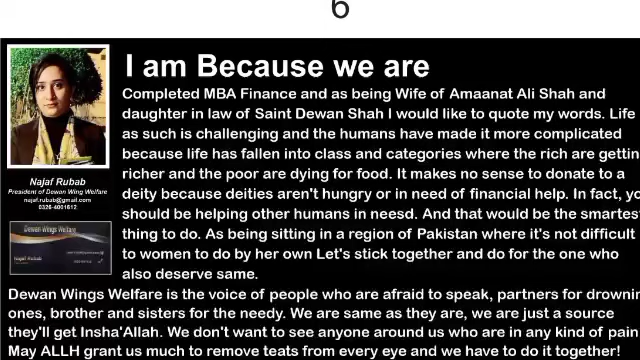 6
I am Because we are
Completed MBA Finance and as being Wife of Amaanat Ali Shah and
daughter in law of Saint Dewan Shah I would like to quote my words. Life
as such is challenging and the humans have made it more complicated
because life has fallen into class and categories where the rich are gettin
richer and the poor are dying for food. It makes no sense to donate to a
deity because deities aren't hungry or in need of financial help. In fact, yo
should be helping other humans in neesd. And that would be the smartes
thing to do. As being sitting in a region of Pakistan where it's not difficult
to women to do by her own Let's stick together and do for the one who
also deserve same.
Najaf Rubab
President of Dewan Wing Welfare
najaf.rubab@gmail.com
0326-4001612
Dewan Wings Welfare
Najaf Rubab
Dewan Wings Welfare is the voice of people who are afraid to speak, partners for drownin
ones, brother and sisters for the needy. We are same as they are, we are just a source
they'll get Insha'Allah. We don't want to see anyone around us who are in any kind of pain
May ALLH grant us much to remove teats from every eye and we have to do it together!